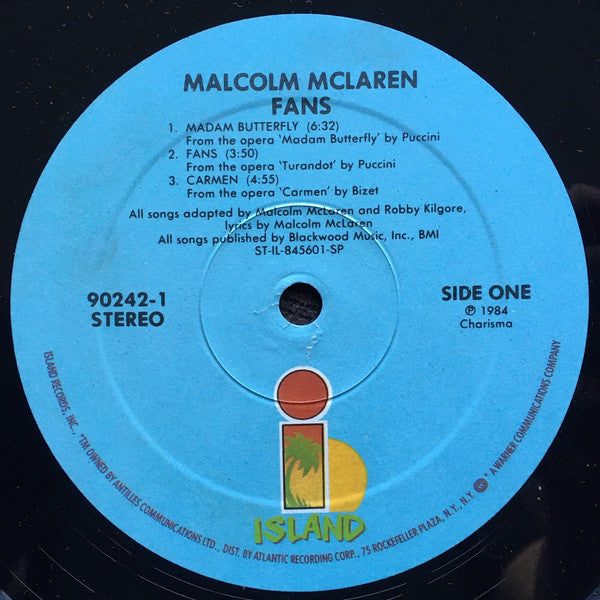 MALCOLM MCLAREN
FANS
1. MADAM BUTTERFLY (6:32)
From the opera 'Madam Butterfly' by Puccini
2. FANS (3:50)
From the opera 'Turandot' by Puccini
3. CARMEN (4:55)
From the opera 'Carmen' by Bizet
All songs adapted by Malcolm McLaren and Robby Kilgore,
lyrics by Malcolm McLaren
All songs published by Blackwood Music, Inc., BMI
ST-IL-845601-SP
90242-1
STEREO
SIDE ONE
℗ 1984
Charisma
ISLAND
ISLAND RECORDS, INC., *TM OWNED BY ANTILLES COMMUNICATIONS LTD., DIST. BY ATLANTIC RECORDING CORP., 75 ROCKEFELLER PLAZA, N.Y., N.Y. * A WARNER COMMUNICATIONS COMPANY